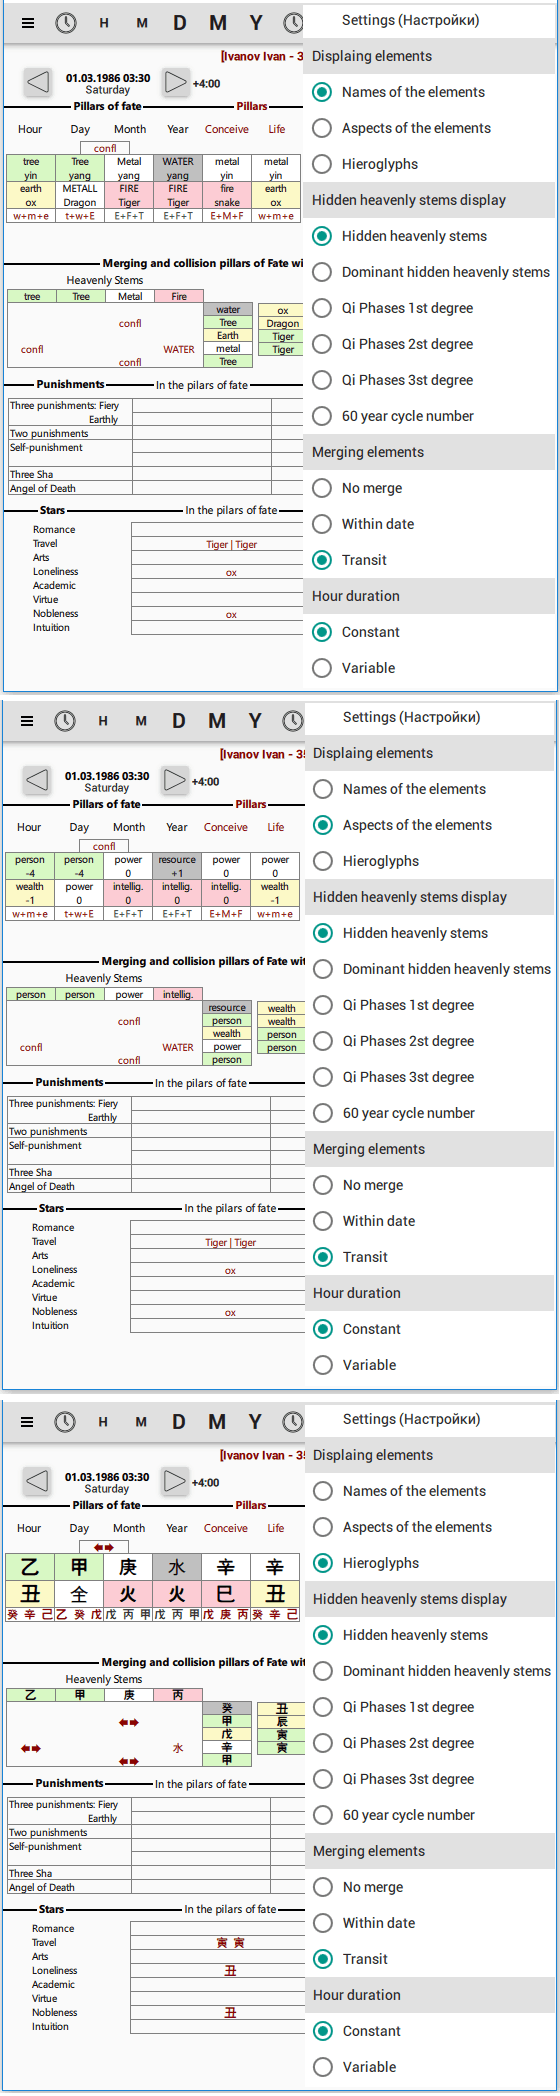 H M D M Y
[Ivanov Ivan - 3
01.03.1986 03:30
Saturday
+4:00
Pillars of fate Pillars
Hour Day Month Year Conceive Life
confl
tree Tree Metal WATER metal metal
yin yang yang yang yin yin
earth METALL FIRE FIRE fire earth
ox Dragon Tiger Tiger snake ox
w+m+e t+w+E E+F+T E+F+T E+M+F w+m+e
Merging and collision pillars of Fate wi
Heavenly Stems
tree Tree Metal Fire
water ox
confl Tree Dragon
Earth Tiger
confl WATER metal Tiger
confl Tree
Punishments In the pilars of fate
Three punishments: Fiery
Earthly
Two punishments
Self-punishment
Three Sha
Angel of Death
Stars In the pilars of fate
Romance
Travel Tiger | Tiger
Arts
Loneliness ox
Academic
Virtue
Nobleness ox
Intuition
Settings (Настройки)
Displaing elements
Names of the elements
Aspects of the elements
Hieroglyphs
Hidden heavenly stems display
Hidden heavenly stems
Dominant hidden heavenly stems
Qi Phases 1st degree
Qi Phases 2st degree
Qi Phases 3st degree
60 year cycle number
Merging elements
No merge
Within date
Transit
Hour duration
Constant
Variable
H M D M Y
[Ivanov Ivan - 3
01.03.1986 03:30
Saturday
+4:00
Pillars of fate Pillars
Hour Day Month Year Conceive Life
confl
person person power resource power power
-4 -4 0 +1 0 0
wealth power intellig. intellig. intellig. wealth
-1 0 0 0 0 -1
w+m+e t+w+E E+F+T E+F+T E+M+F w+m+e
Merging and collision pillars of Fate wit
Heavenly Stems
person person power intellig.
resource wealth
confl person wealth
wealth person
confl WATER power person
confl person
Punishments In the pilars of fate
Three punishments: Fiery
Earthly
Two punishments
Self-punishment
Three Sha
Angel of Death
Stars In the pilars of fate
Romance
Travel Tiger | Tiger
Arts
Loneliness ox
Academic
Virtue
Nobleness ox
Intuition
Settings (Настройки)
Displaing elements
Names of the elements
Aspects of the elements
Hieroglyphs
Hidden heavenly stems display
Hidden heavenly stems
Dominant hidden heavenly stems
Qi Phases 1st degree
Qi Phases 2st degree
Qi Phases 3st degree
60 year cycle number
Merging elements
No merge
Within date
Transit
Hour duration
Constant
Variable
H M D M Y
[Ivanov Ivan - 3
01.03.1986 03:30
Saturday
+4:00
Pillars of fate Pillars
Hour Day Month Year Conceive Life
乙 甲 庚 水 辛 辛
丑 全 火 火 巳 丑
癸 辛 己 乙 癸 戊 戊 丙 甲 戊 丙 甲 戊 庚 丙 癸 辛 己
Merging and collision pillars of Fate wit
Heavenly Stems
乙 甲 庚 丙
癸 丑
甲 辰
戊 寅
水 辛 寅
甲
Punishments In the pilars of fate
Three punishments: Fiery
Earthly
Two punishments
Self-punishment
Three Sha
Angel of Death
Stars In the pilars of fate
Romance
Travel 寅 寅
Arts
Loneliness 丑
Academic
Virtue
Nobleness 丑
Intuition
Settings (Настройки)
Displaing elements
Names of the elements
Aspects of the elements
Hieroglyphs
Hidden heavenly stems display
Hidden heavenly stems
Dominant hidden heavenly stems
Qi Phases 1st degree
Qi Phases 2st degree
Qi Phases 3st degree
60 year cycle number
Merging elements
No merge
Within date
Transit
Hour duration
Constant
Variable